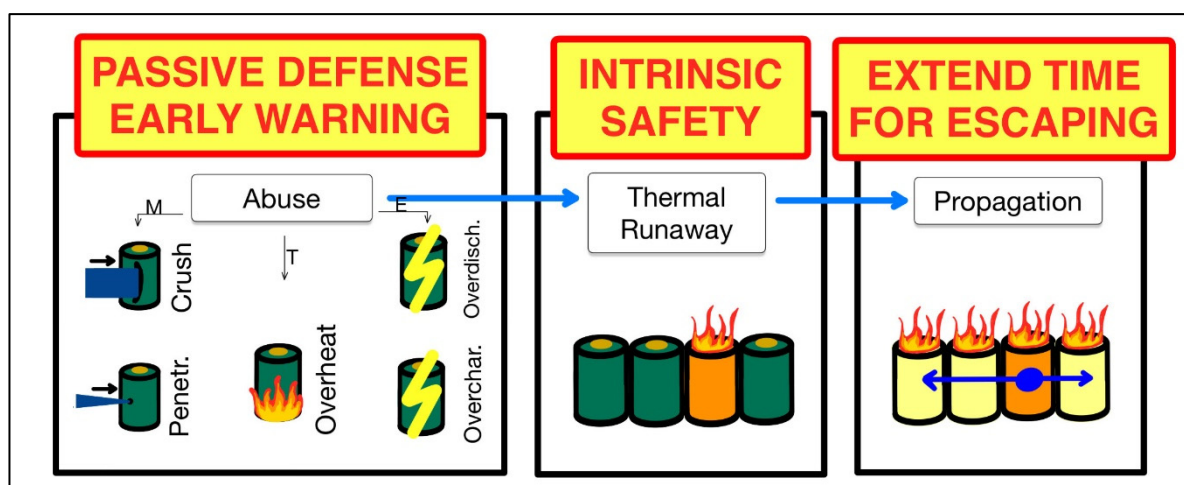 PASSIVE DEFENSE
EARLY WARNING
INTRINSIC
SAFETY
EXTEND TIME
FOR ESCAPING
Abuse
M
E
T
Crush
Penetr.
Overheat
Overdisch.
Overchar.
Thermal
Runaway
Propagation